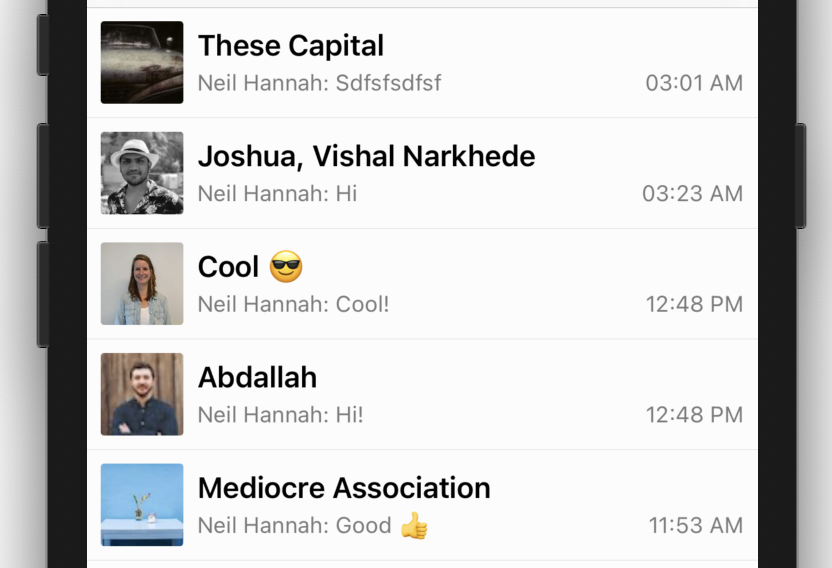 These Capital
Neil Hannah: Sdfsfsdfsf 03:01 AM
Joshua, Vishal Narkhede
Neil Hannah: Hi 03:23 AM
Cool 😎
Neil Hannah: Cool! 12:48 PM
Abdallah
Neil Hannah: Hi! 12:48 PM
Mediocre Association
Neil Hannah: Good 👍 11:53 AM